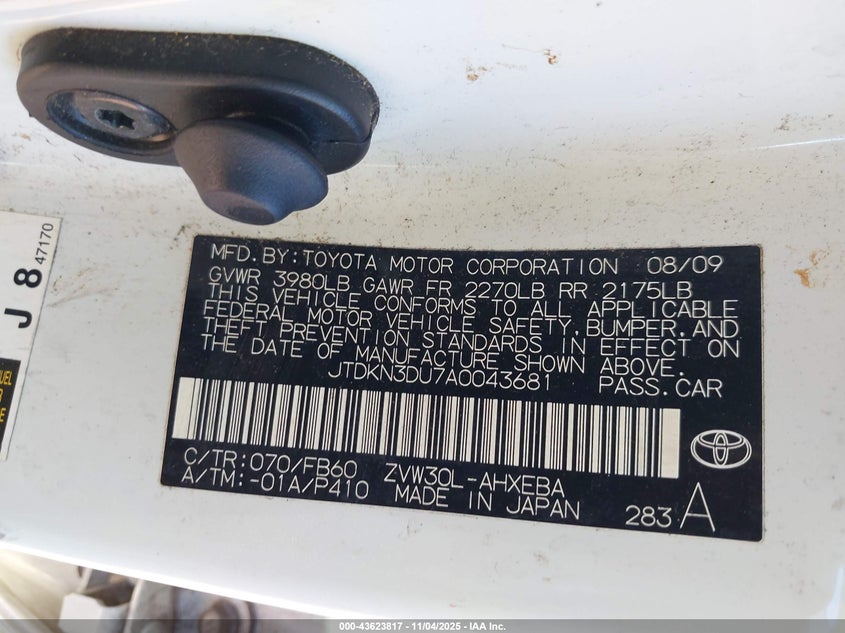 J 8 47170
UEL
E
MFD.BY:TOYOTA MOTOR CORPORATION 08/09
GVWR 3980LB GAWR FR 2270LB RR 2175LB
THIS VEHICLE CONFORMS TO ALL APPLICABLE
FEDERAL MOTOR VEHICLE SAFETY,BUMPER,AND
THEFT PREVENTION STANDARDS IN EFFECT ON
THE DATE OF MANUFACTURE SHOWN ABOVE.
JTDKN3DU7A0043681 PASS.CAR
C/TR:070/FB60 ZVW30L-AHXEBA
A/TM:-01A/P410 MADE IN JAPAN
283 A
000-43623817 - 11/04/2025 - IAA Inc.